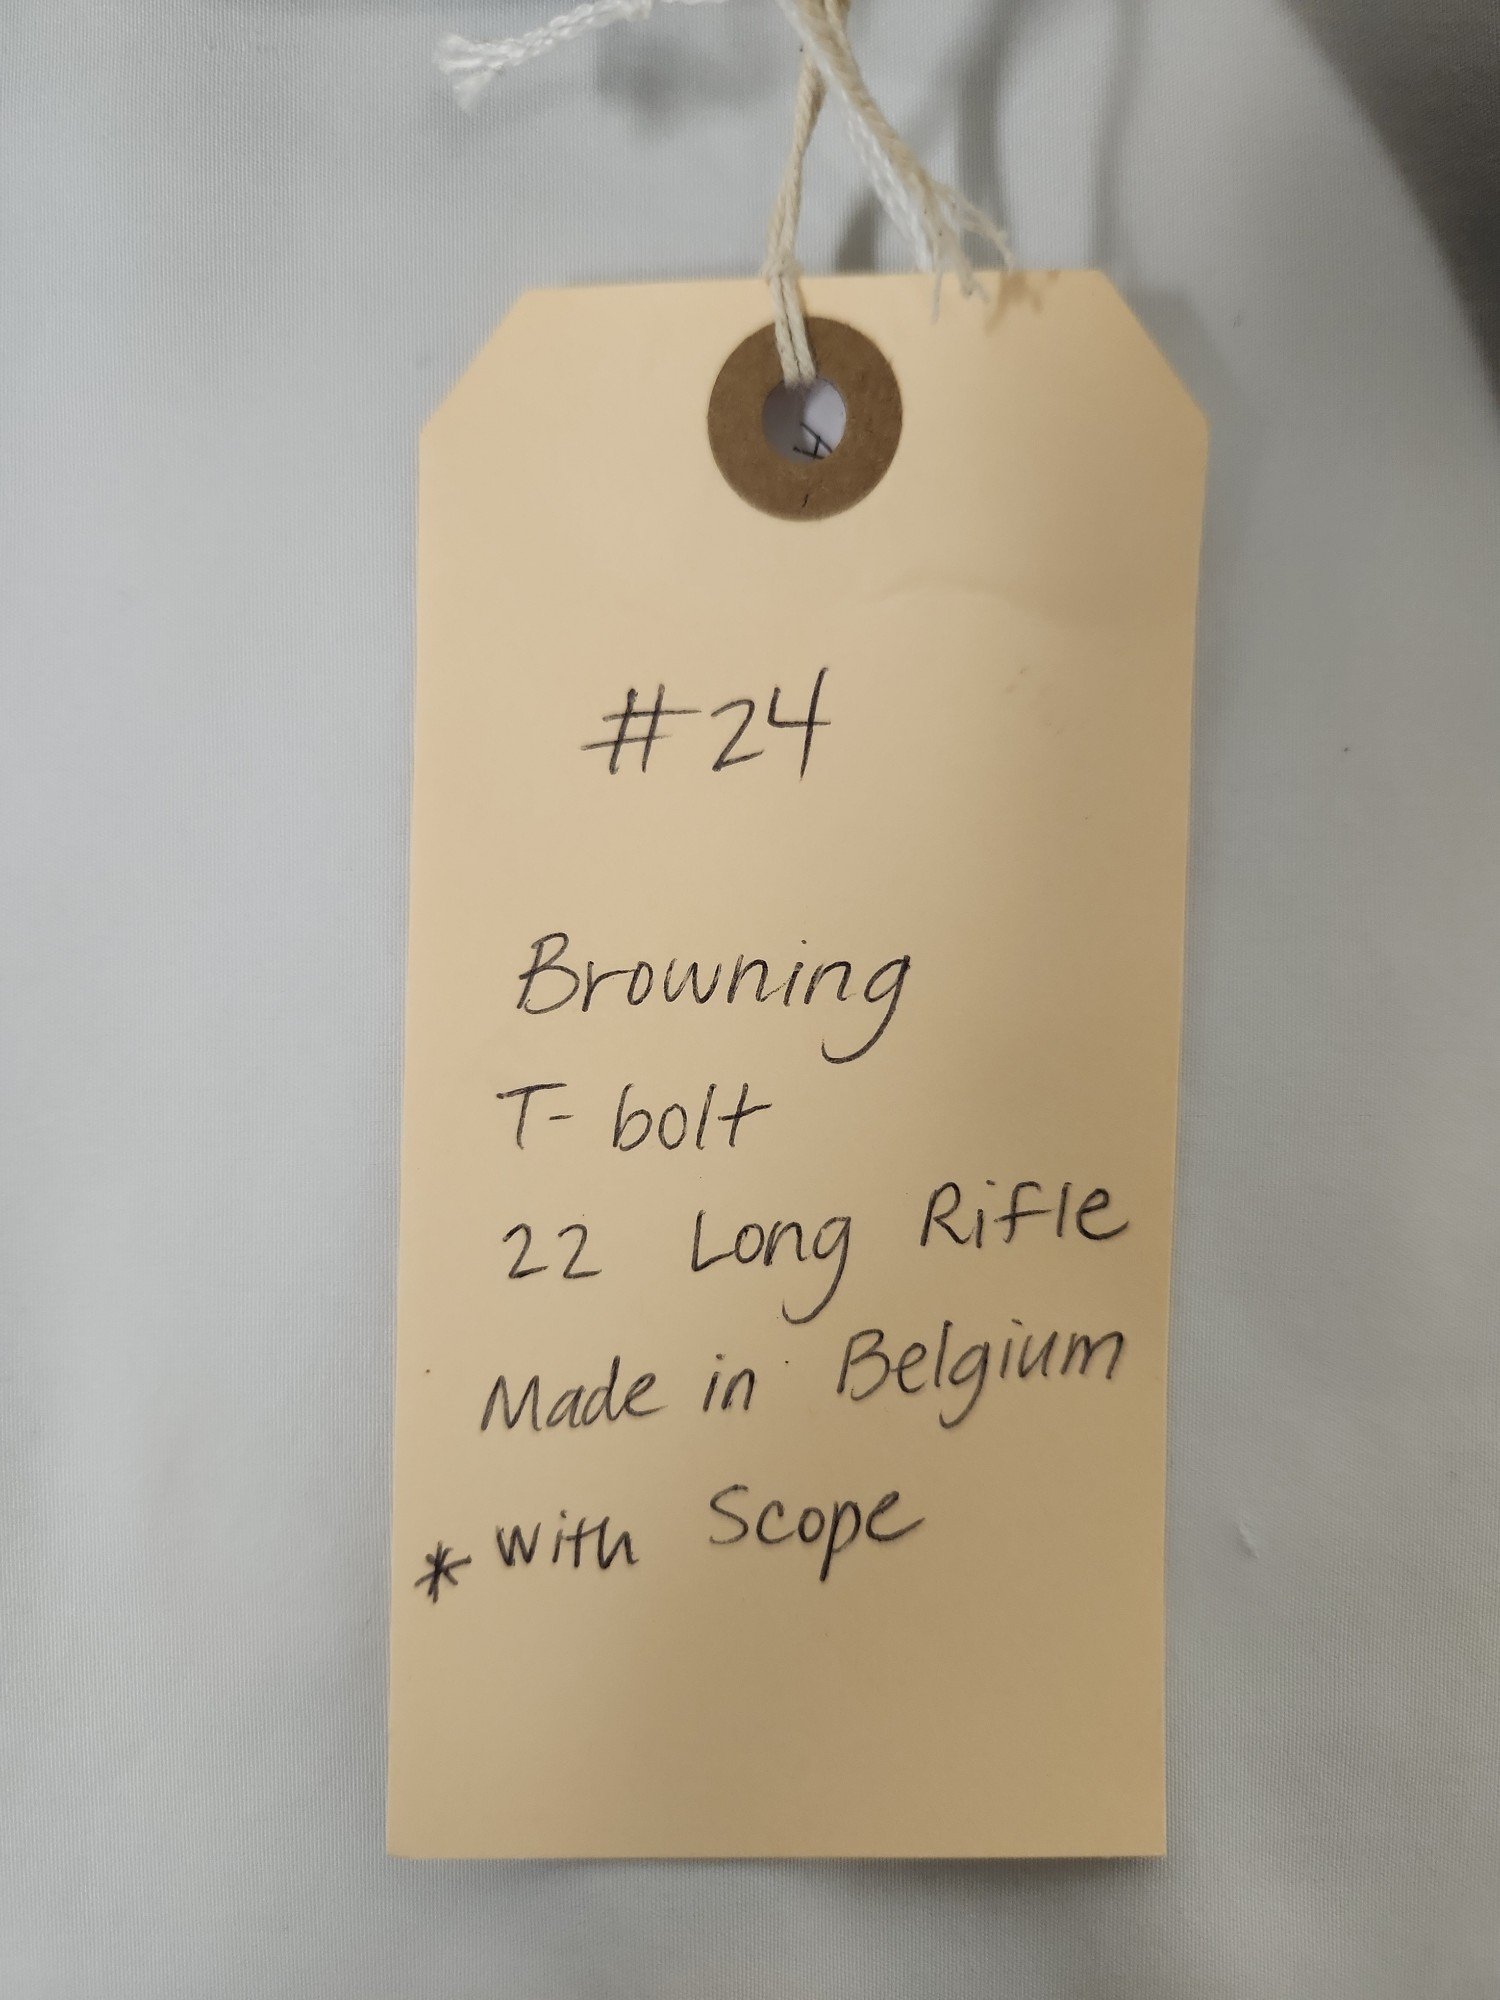 #24
Browning
T- bolt
22 Long Rifle
Made in Belgium
* with Scope